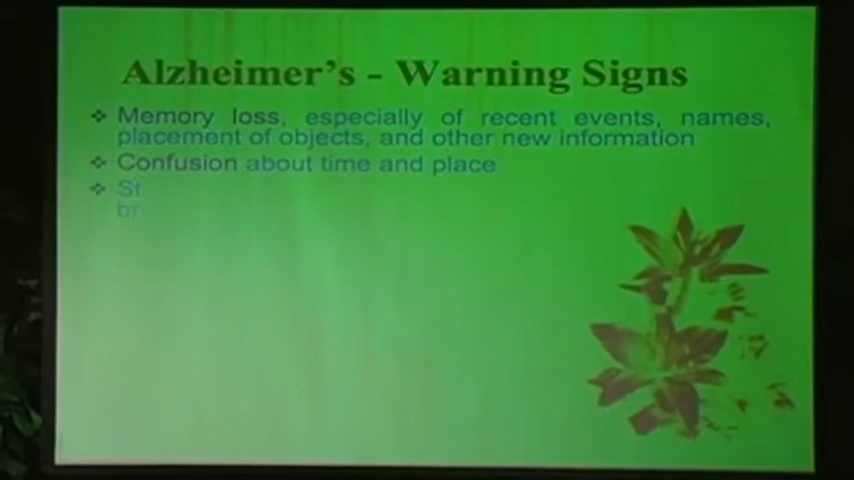 Alzheimer's - Warning Signs
❖ Memory loss, especially of recent events, names,
placement of objects, and other new information
❖ Confusion about time and place
❖ St
br